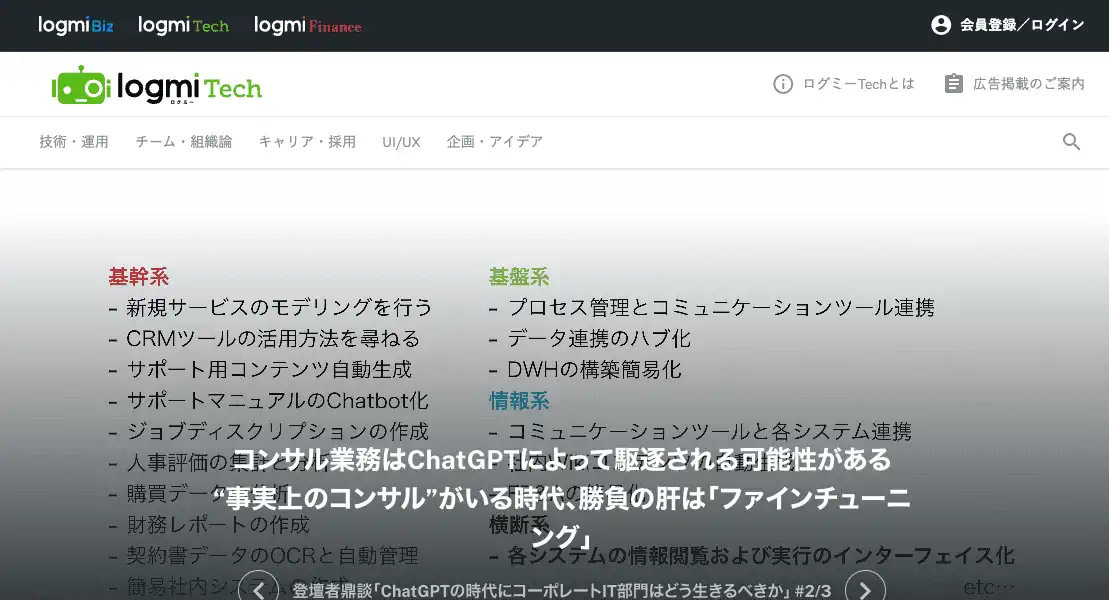 logmi Biz logmi Tech logmi Finance 会員登録／ログイン
logmi Tech
ログミー
ログミーTechとは 広告掲載のご案内
技術・運用 チーム・組織論 キャリア・採用 UI/UX 企画・アイデア
基幹系
- 新規サービスのモデリングを行う
- CRMツールの活用方法を尋ねる
- サポート用コンテンツ自動生成
- サポートマニュアルのChatbot化
- ジョブディスクリプションの作成
- 人事評価の集
- 購買データ
- 財務レポートの作成
- 契約書データのOCRと自動管理
- 簡易社内システムの作成
基盤系
- プロセス管理とコミュニケーションツール連携
- データ連携のハブ化
- DWHの構築簡易化
情報系
- コミュニケーションツールと各システム連携
横断系
- 各システムの情報閲覧および実行のインターフェイス化
etc…
コンサル業務はChatGPTによって駆逐される可能性がある
“事実上のコンサル”がいる時代、勝負の肝は「ファインチューニ
ング」
登壇者鼎談「ChatGPTの時代にコーポレートIT部門はどう生きるべきか」 #2/3